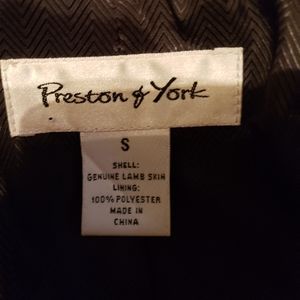 Preston & York
S
SHELL:
GENUINE LAMB SKIN
LINING:
100% POLYESTER
MADE IN
CHINA